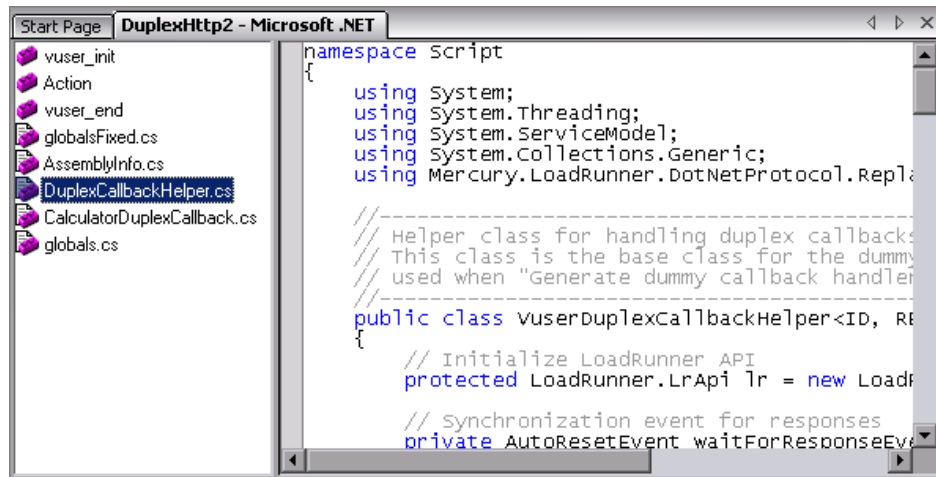 Start Page DuplexHttp2 - Microsoft .NET
vuser_init
Action
vuser_end
globalsFixed.cs
AssemblyInfo.cs
DuplexCallbackHelper.cs
CalculatorDuplexCallback.cs
globals.cs
namespace Script
{
using System;
using System.Threading;
using System.ServiceModel;
using System.Collections.Generic;
using Mercury.LoadRunner.DotNetProtocol.Repla
//--------------------------------------------
// Helper class for handling duplex callbacks
// This class is the base class for the dummy
// used when "Generate dummy callback handler
//--------------------------------------------
public class VuserDuplexCallbackHelper<ID, RE
{
// Initialize LoadRunner API
protected LoadRunner.LrApi lr = new LoadR
// Synchronization event for responses
private AutoResetEvent waitForResponseEve